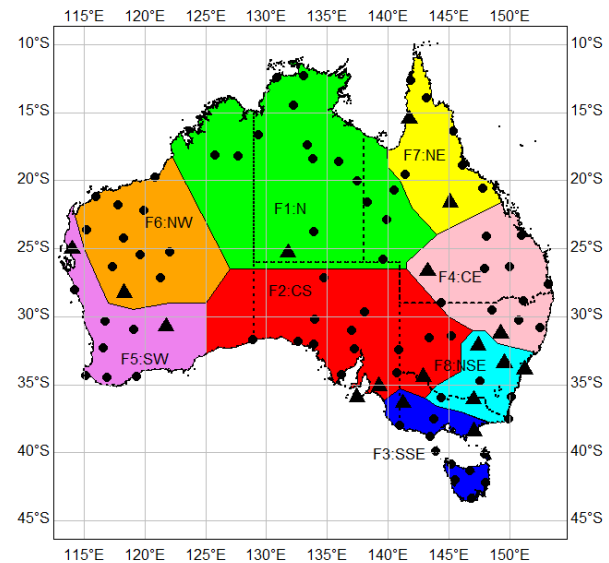 115°E 120°E 125°E 130°E 135°E 140°E 145°E 150°E
10°S 10°S
15°S 15°S
F7:NE
20°S 20°S
F1:N
F6:NW
25°S 25°S
F4:CE
F2:CS
30°S 30°S
F5:SW F8:NSE
35°S 35°S
40°S F3:SSE 40°S
45°S 45°S
115°E 120°E 125°E 130°E 135°E 140°E 145°E 150°E